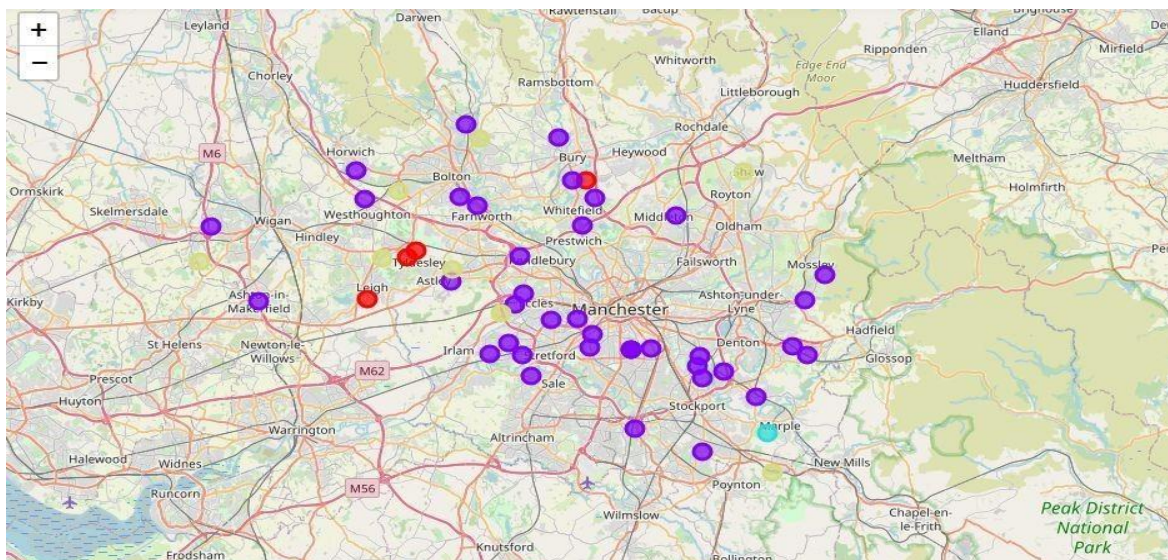 +
−
Leyland
Darwen
Rawtenstall
Bacup
Brighouse
Elland
Mirfield
Ripponden
Whitworth
Edge End
Moor
Chorley
Ramsbottom
Littleborough
Huddersfield
Rochdale
M6
Horwich
Bury
Heywood
Meltham
Bolton
Holmfirth
Ormskirk
Royton
Skelmersdale
Westhoughton
Farnworth
Whitefield
Middleton
Wigan
Oldham
Hindley
Prestwich
Tyldesley
Failsworth
Mossley
Leigh
Kirkby
Ashton-in-
Makerfield
Eccles
Manchester
Ashton-under-
Lyne
Hadfield
St Helens
Newton-le-
Willows
Irlam
Stretford
Denton
Glossop
Prescot
M62
Sale
Huyton
Stockport
Warrington
Altrincham
Marple
Halewood
Widnes
New Mills
M56
Poynton
Runcorn
Wilmslow
Chapel-en-
le-Frith
Peak District
National
Park
Knutsford
Frodsham
Bollington